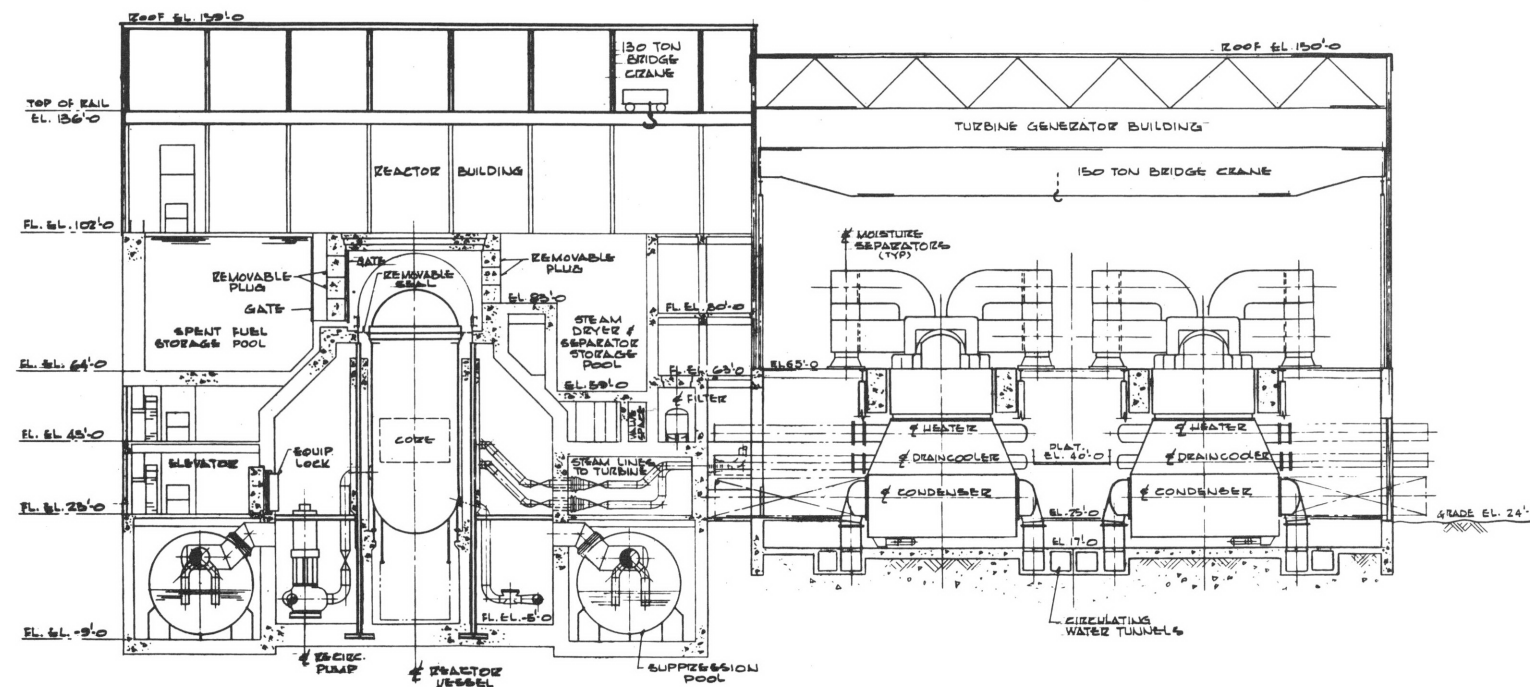 ROOF EL. 159'-0
130 TON
BRIDGE
CRANE
ROOF EL. 130'-0
TOP OF RAIL
EL. 136'-0
TURBINE GENERATOR BUILDING
REACTOR BUILDING
150 TON BRIDGE CRANE
FL. EL. 102'-0
℄ MOISTURE
SEPARATORS
(TYP)
REMOVABLE
PLUG
GATE
GATE
REMOVABLE
SEAL
REMOVABLE
PLUG
EL. 83'-0
SPENT FUEL
STORAGE POOL
STEAM
DRYER &
SEPARATOR
STORAGE
POOL
FL. EL. 80'-0
FL. EL. 64'-0
FL. EL. 63'-0
EL 65'-0
EL. 59'-0
℄ FILTER
VALVE
SPACE
FL. EL. 43'-0
CORE
ELEVATOR
EQUIP.
LOCK
STEAM LINES
TO TURBINE
℄ HEATER
℄ HEATER
PLAT.
EL. 40'-0
℄ DRAINCOOLER
℄ DRAINCOOLER
℄ CONDENSER
℄ CONDENSER
FL. EL. 23'-0
EL. 25'-0
GRADE EL. 24'-
EL 17'-0
FL. EL. -5'-0
FL. EL. -9'-0
℄ RECIRC.
PUMP
℄ REACTOR
VESSEL
SUPPRESSION
POOL
CIRCULATING
WATER TUNNELS